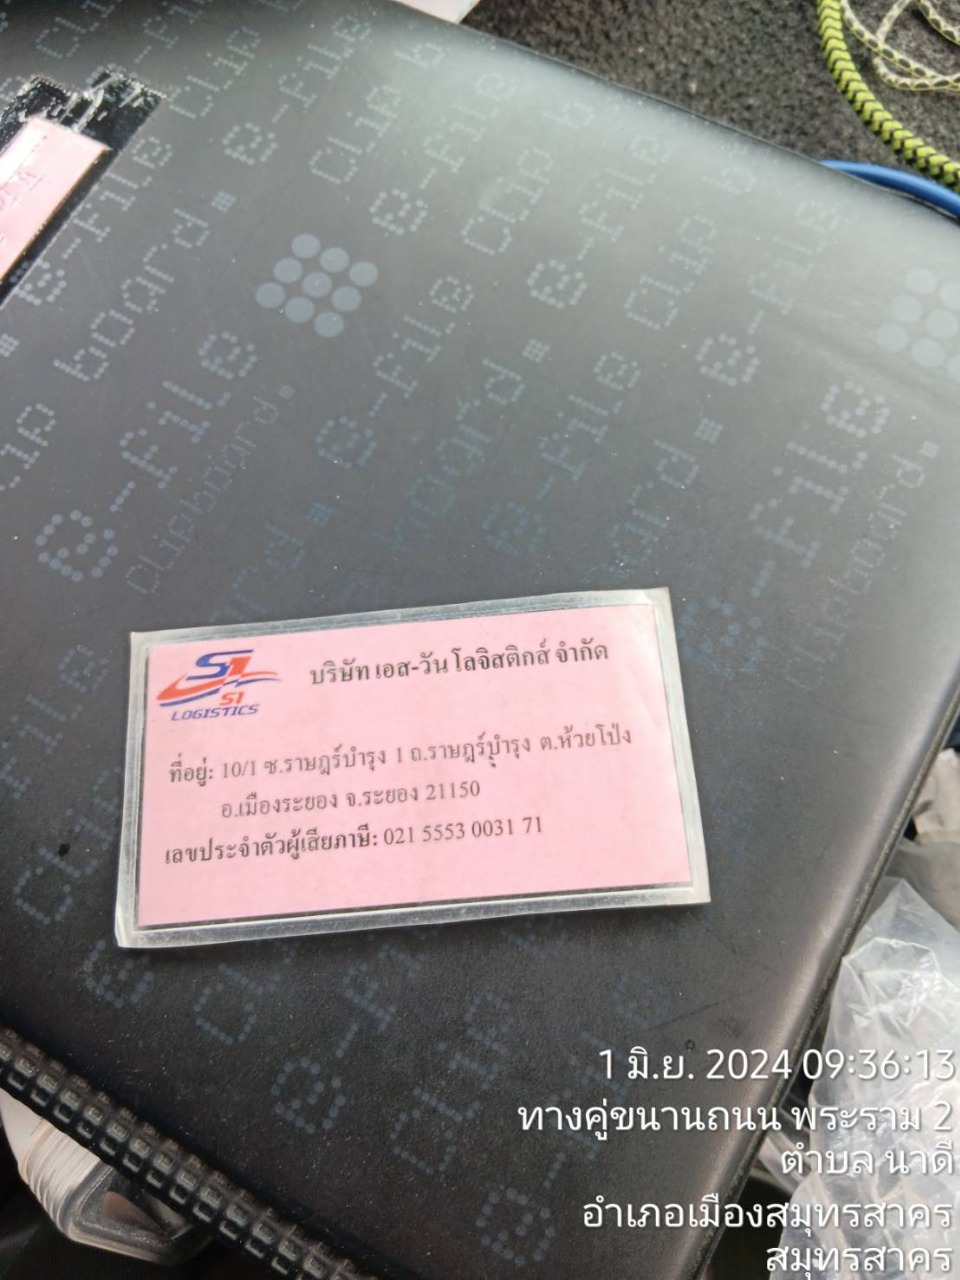 e-file
clipboard.
S1
S1
LOGISTICS
บริษัท เอส-วัน โลจิสติกส์ จำกัด
ที่อยู่: 10/1 ซ.ราษฎร์บำรุง 1 ถ.ราษฎร์บำรุง ต.ห้วยโป่ง
อ.เมืองระยอง จ.ระยอง 21150
เลขประจำตัวผู้เสียภาษี: 021 5553 0031 71
1 มิ.ย. 2024 09:36:13
ทางคู่ขนานถนน พระราม 2
ตำบล นาดี
อำเภอเมืองสมุทรสาคร
สมุทรสาคร